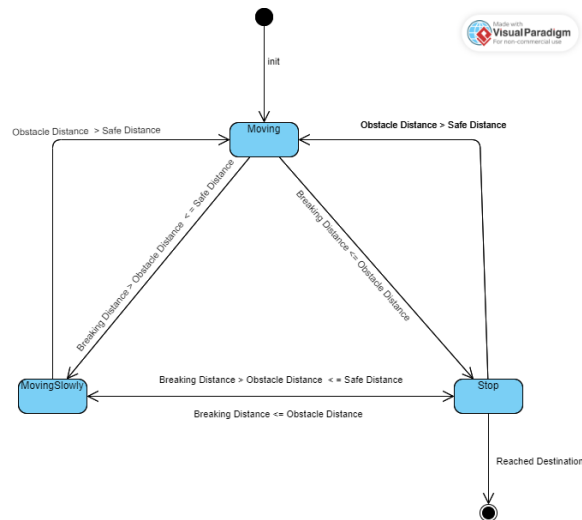 Made with
Visual Paradigm
For non-commercial use
init
Moving
Obstacle Distance > Safe Distance
Obstacle Distance > Safe Distance
Breaking Distance > Obstacle Distance < = Safe Distance
Breaking Distance <= Obstacle Distance
MovingSlowly
Breaking Distance > Obstacle Distance < = Safe Distance
Stop
Breaking Distance <= Obstacle Distance
Reached Destination